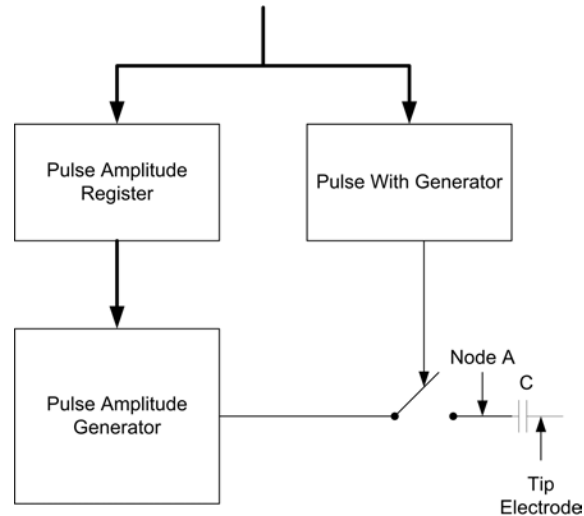 Pulse Amplitude
Register
Pulse With Generator
Pulse Amplitude
Generator
Node A
C
Tip
Electrode